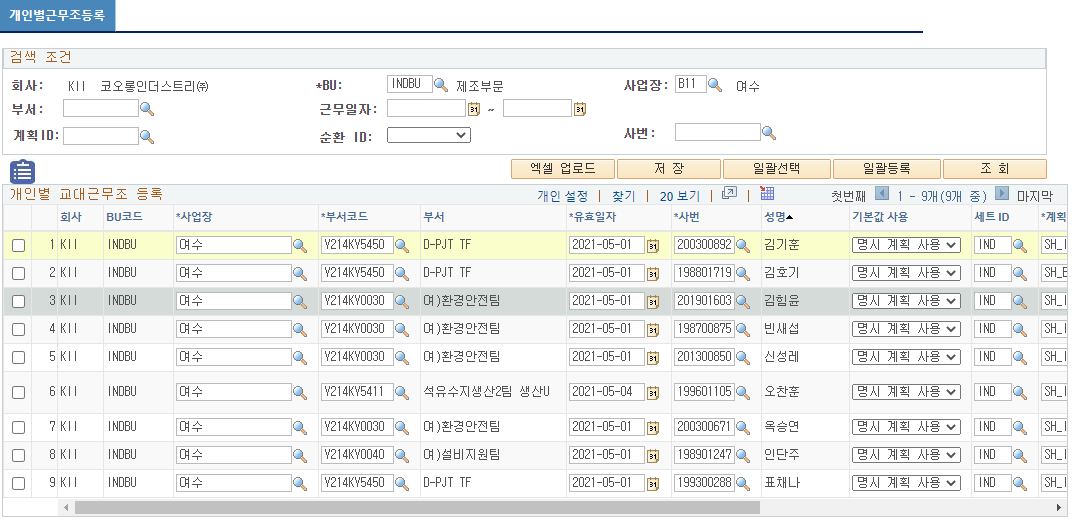 개인별근무조등록
검색 조건
회사: KII 코오롱인더스트리㈜ *BU: INDBU 제조부문 사업장: B11 여수
부서: 근무일자: ~
계획ID: 순환 ID: 사번:
엑셀 업로드 저 장 일괄선택 일괄등록 조 회
개인별 교대근무조 등록 개인 설정 | 찾기 | 20 보기 | | 첫번째 1 - 9개(9개 중) 마지막
회사 BU코드 *사업장 *부서코드 부서 *유효일자 *사번 성명 기본값 사용 세트 ID *계획
1 KII INDBU 여수 Y214KY5450 D-PJT TF 2021-05-01 200300892 김기훈 명시 계획 사용 IND SH_I
2 KII INDBU 여수 Y214KY5450 D-PJT TF 2021-05-01 198801719 김호기 명시 계획 사용 IND SH_E
3 KII INDBU 여수 Y214KY0030 여)환경안전팀 2021-05-01 201901603 김힘윤 명시 계획 사용 IND SH_I
4 KII INDBU 여수 Y214KY0030 여)환경안전팀 2021-05-01 198700875 빈새섭 명시 계획 사용 IND SH_I
5 KII INDBU 여수 Y214KY0030 여)환경안전팀 2021-05-01 201300850 신성레 명시 계획 사용 IND SH_I
6 KII INDBU 여수 Y214KY5411 석유수지생산2팀 생산U 2021-05-04 199601105 오찬훈 명시 계획 사용 IND SH_I
7 KII INDBU 여수 Y214KY0030 여)환경안전팀 2021-05-01 200300671 옥승연 명시 계획 사용 IND SH_I
8 KII INDBU 여수 Y214KY0040 여)설비지원팀 2021-05-01 198901247 인단주 명시 계획 사용 IND SH_I
9 KII INDBU 여수 Y214KY5450 D-PJT TF 2021-05-01 199300288 표채나 명시 계획 사용 IND SH_I